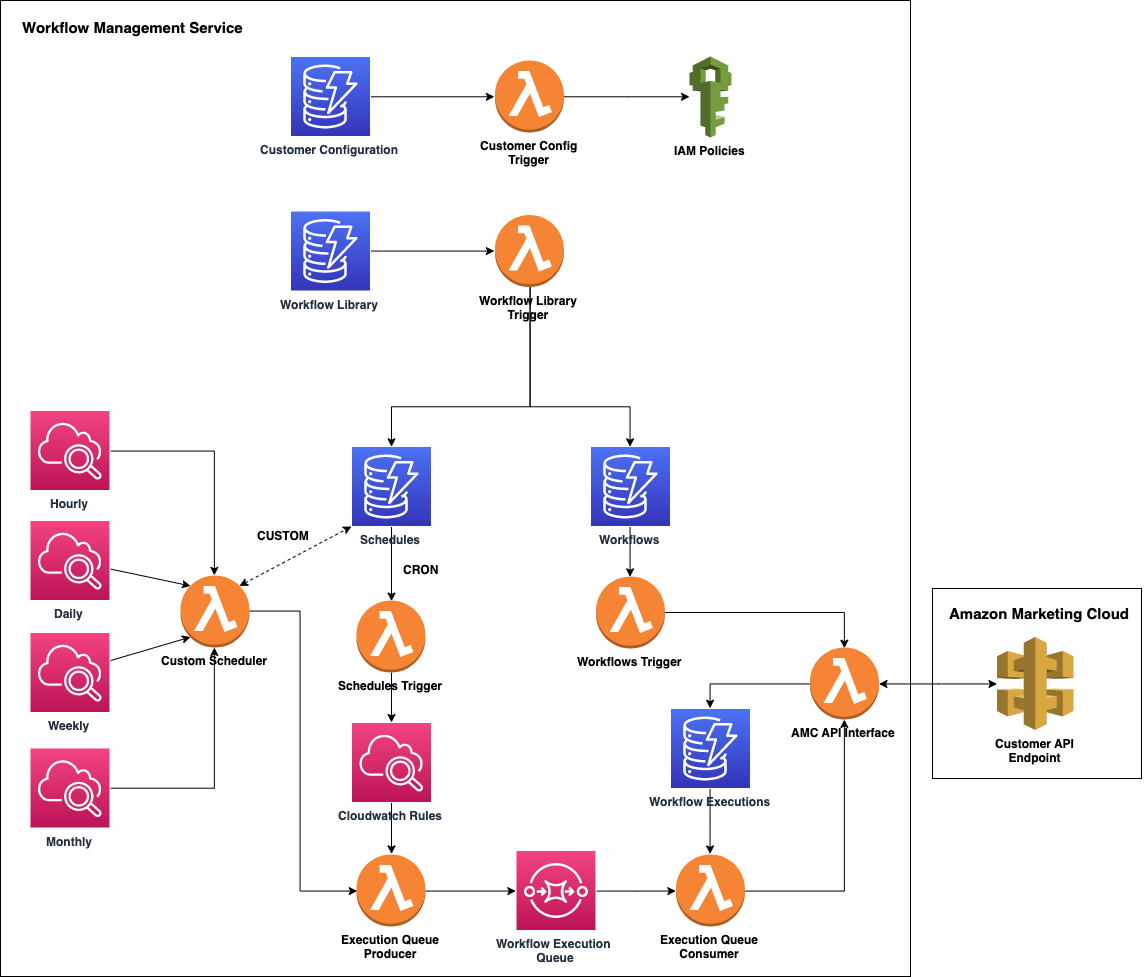 Workflow Management Service
Customer Configuration
Customer Config
Trigger
IAM Policies
Workflow Library
Workflow Library
Trigger
Hourly
Daily
Weekly
Monthly
CUSTOM
Custom Scheduler
Schedules
CRON
Schedules Trigger
Cloudwatch Rules
Execution Queue
Producer
Workflow Execution
Queue
Workflows
Workflows Trigger
AMC API Interface
Workflow Executions
Execution Queue
Consumer
Amazon Marketing Cloud
Customer API
Endpoint